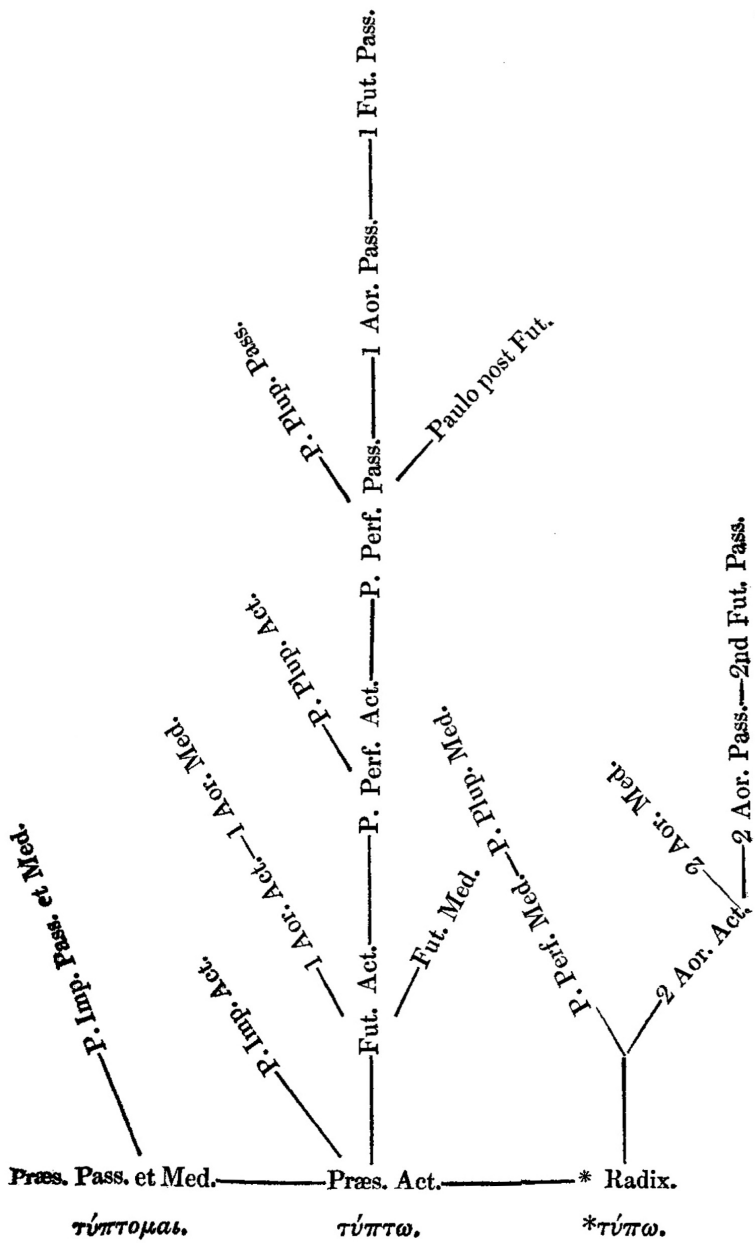 1 Fut. Pass.
1 Aor. Pass.
P. Plup. Pass.
Paulo post Fut.
P. Perf. Pass.
P. Plup. Act.
P. Perf. Act.
1 Aor. Act.—1 Aor. Med.
Fut. Med.
Fut. Act.
P. Imp. Pass. et Med.
P. Imp. Act.
P. Perf. Med.—P. Plup. Med.
2 Aor. Med.
2 Aor. Pass.—2nd Fut. Pass.
2 Aor. Act.
Præs. Pass. et Med.—Præs. Act.—* Radix.
τύπτομαι. τύπτω. *τύπω.